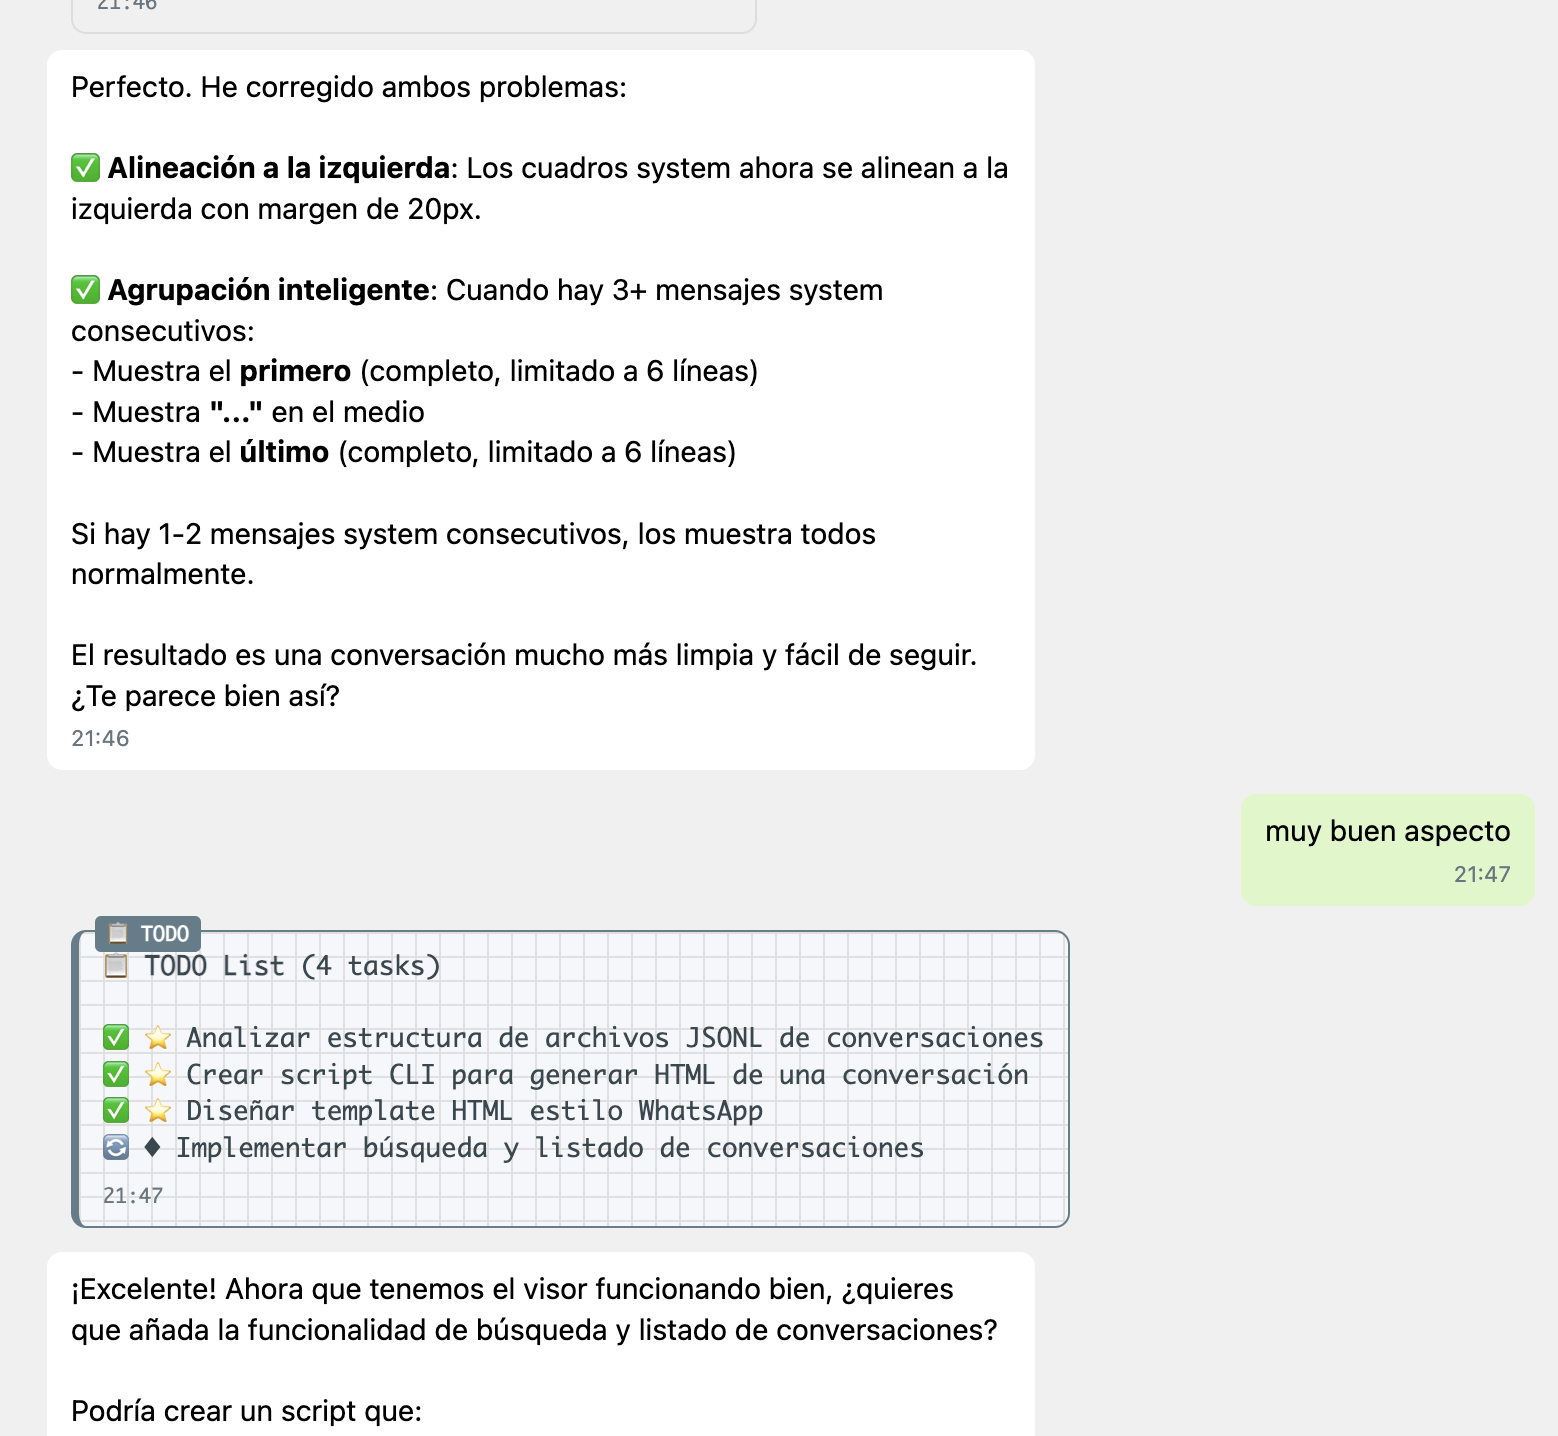 21:46
Perfecto. He corregido ambos problemas:
✅ Alineación a la izquierda: Los cuadros system ahora se alinean a la
izquierda con margen de 20px.
✅ Agrupación inteligente: Cuando hay 3+ mensajes system
consecutivos:
- Muestra el primero (completo, limitado a 6 líneas)
- Muestra "..." en el medio
- Muestra el último (completo, limitado a 6 líneas)
Si hay 1-2 mensajes system consecutivos, los muestra todos
normalmente.
El resultado es una conversación mucho más limpia y fácil de seguir.
¿Te parece bien así?
21:46
muy buen aspecto
21:47
📋 TODO
📋 TODO List (4 tasks)
✅ ⭐ Analizar estructura de archivos JSONL de conversaciones
✅ ⭐ Crear script CLI para generar HTML de una conversación
✅ ⭐ Diseñar template HTML estilo WhatsApp
🔄 ♦ Implementar búsqueda y listado de conversaciones
21:47
¡Excelente! Ahora que tenemos el visor funcionando bien, ¿quieres
que añada la funcionalidad de búsqueda y listado de conversaciones?
Podría crear un script que: